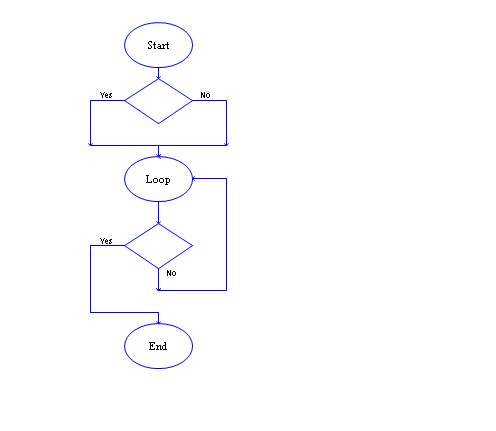 Start
Yes
No
Loop
Yes
No
End